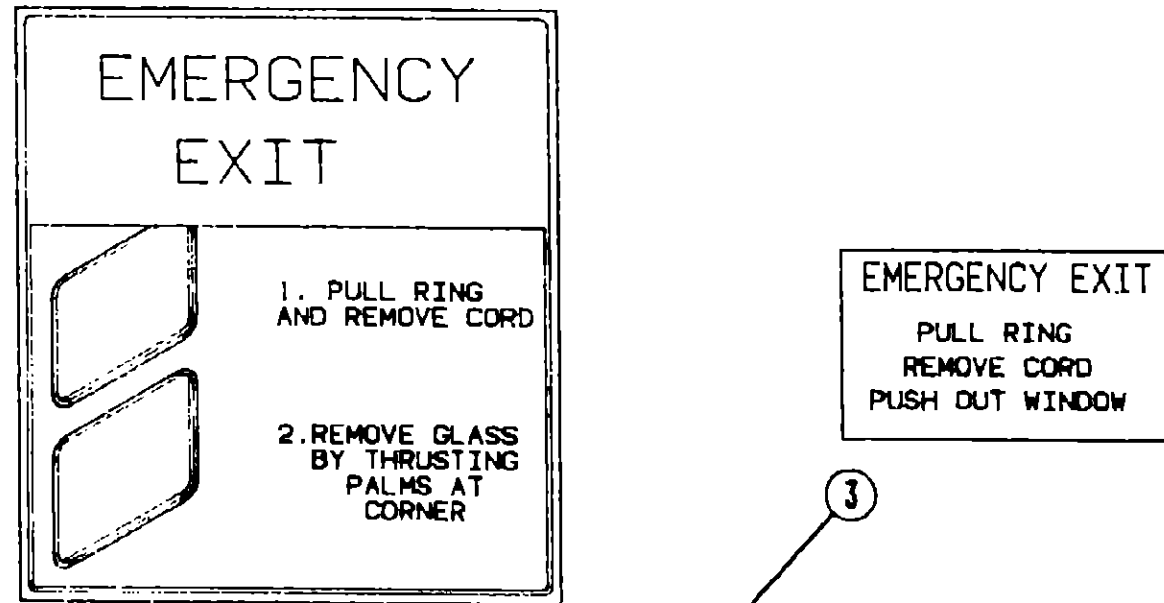 EMERGENCY
EXIT
1. PULL RING
AND REMOVE CORD
2.REMOVE GLASS
BY THRUSTING
PALMS AT
CORNER
EMERGENCY EXIT
PULL RING
REMOVE CORD
PUSH OUT WINDOW
3